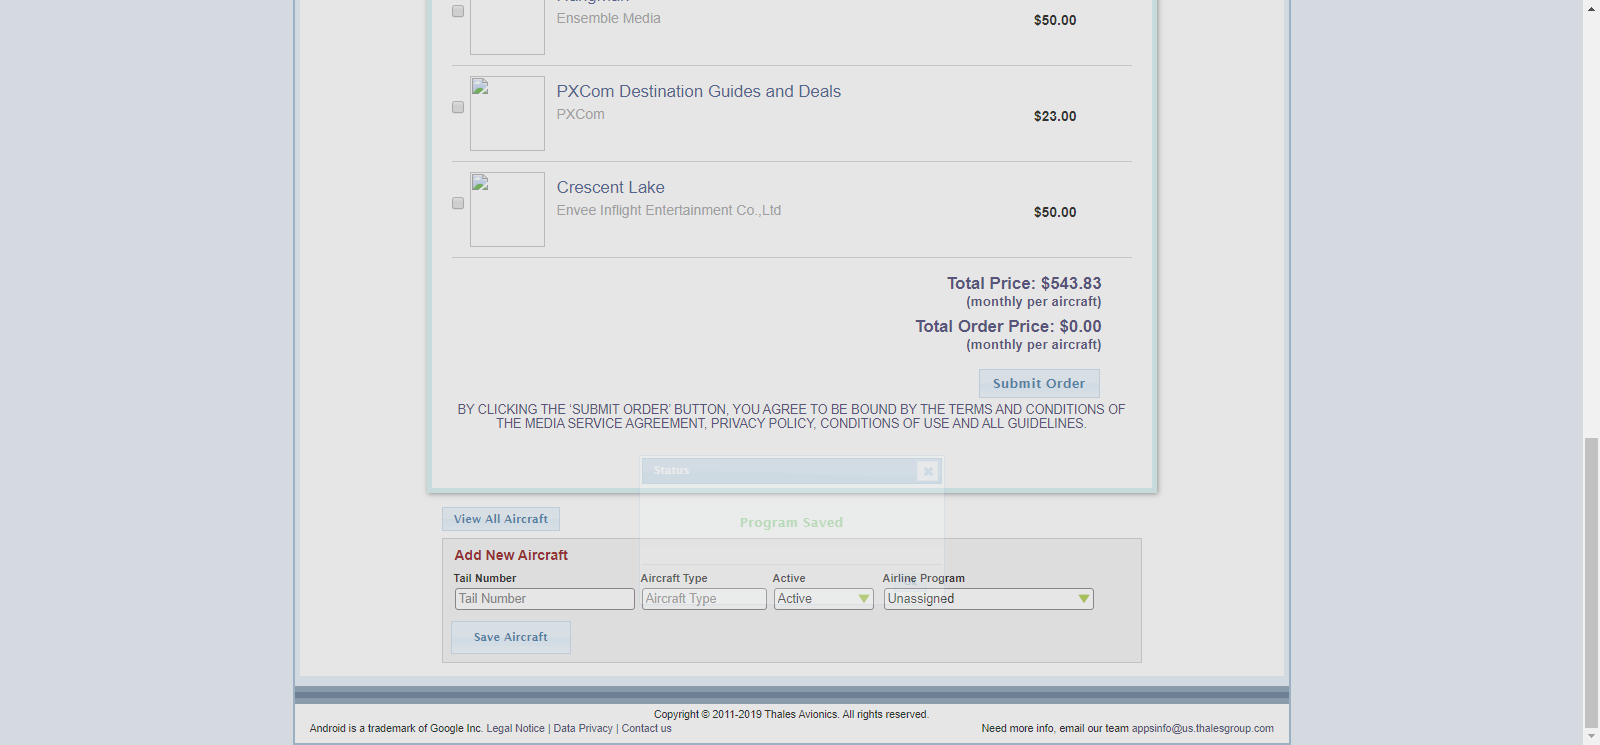 Hangman
Ensemble Media
$50.00
PXCom Destination Guides and Deals
PXCom
$23.00
Crescent Lake
Envee Inflight Entertainment Co.,Ltd
$50.00
Total Price: $543.83
(monthly per aircraft)
Total Order Price: $0.00
(monthly per aircraft)
Submit Order
BY CLICKING THE ‘SUBMIT ORDER’ BUTTON, YOU AGREE TO BE BOUND BY THE TERMS AND CONDITIONS OF
THE MEDIA SERVICE AGREEMENT, PRIVACY POLICY, CONDITIONS OF USE AND ALL GUIDELINES.
Status
Program Saved
View All Aircraft
Add New Aircraft
Tail Number Aircraft Type Active Airline Program
Tail Number Aircraft Type Active Unassigned
Save Aircraft
Copyright © 2011-2019 Thales Avionics. All rights reserved.
Android is a trademark of Google Inc. Legal Notice | Data Privacy | Contact us Need more info, email our team appsinfo@us.thalesgroup.com